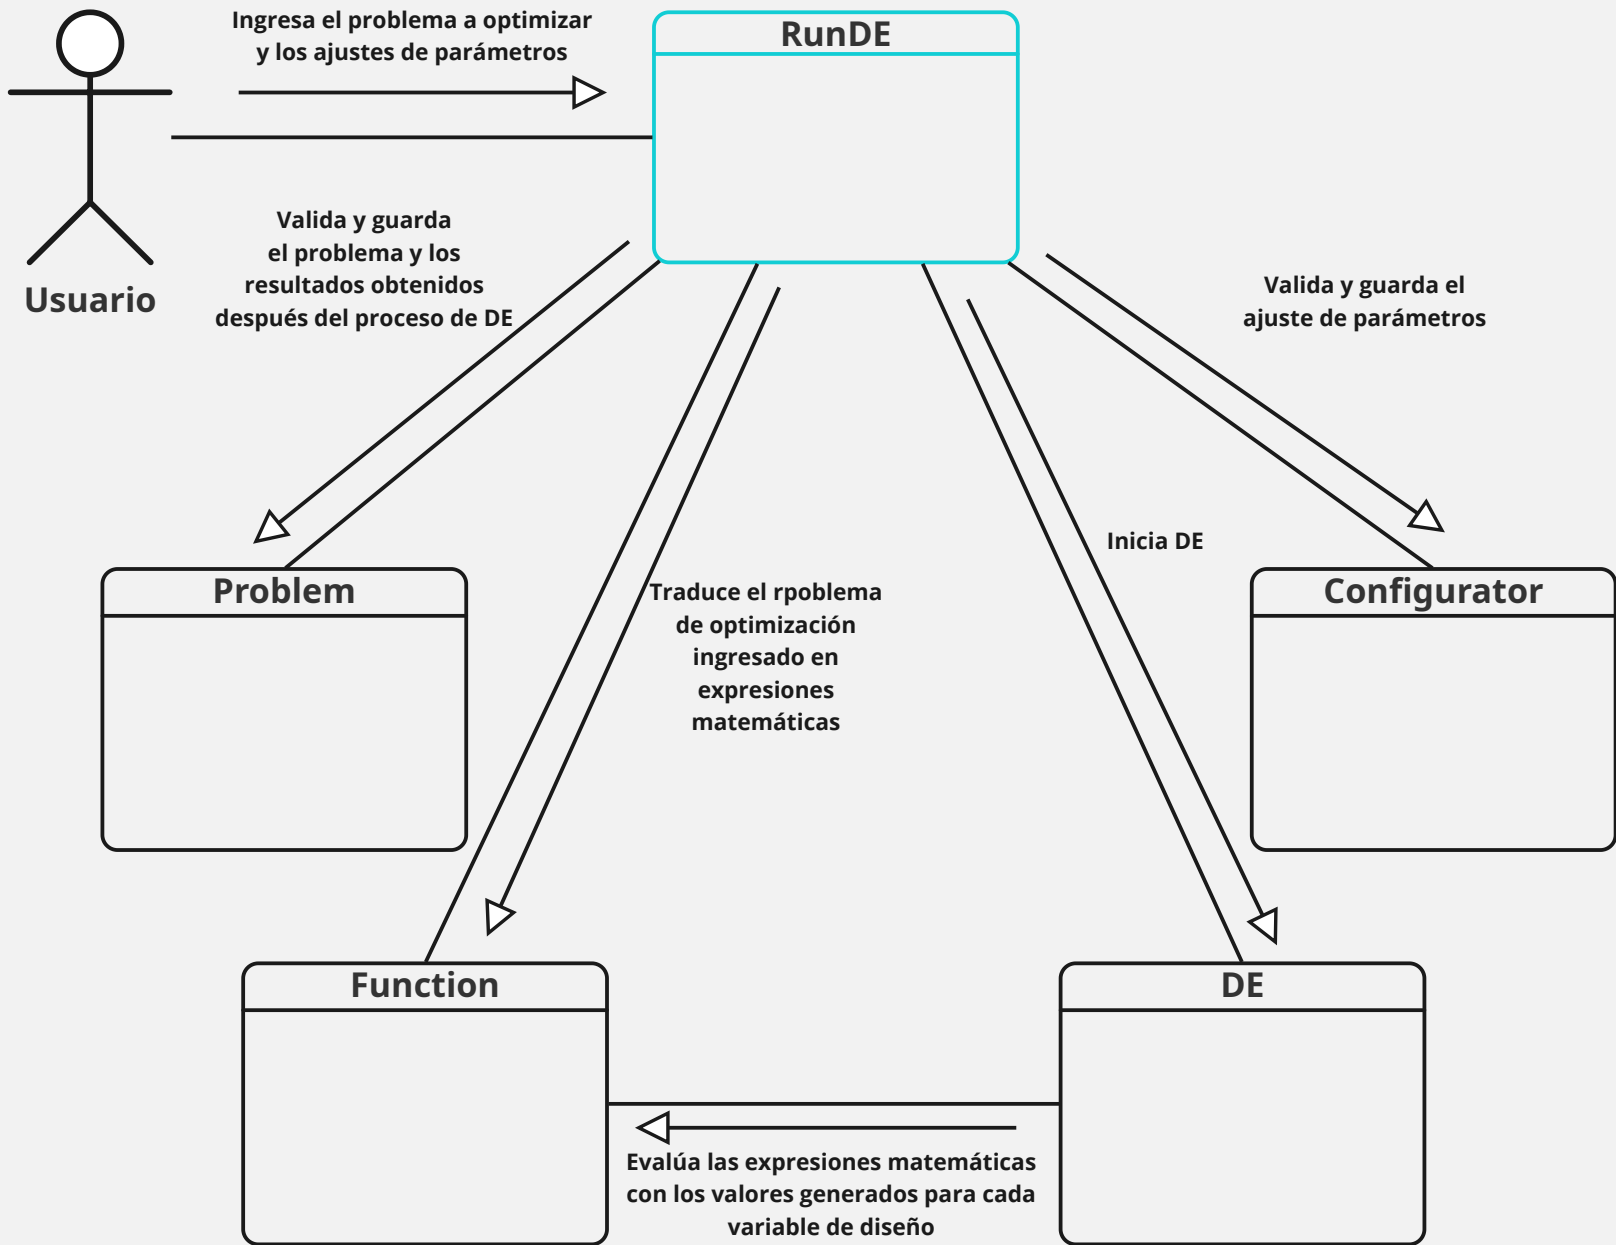 Ingresa el problema a optimizar
y los ajustes de parámetros
RunDE
Usuario
Valida y guarda
el problema y los
resultados obtenidos
después del proceso de DE
Valida y guarda el
ajuste de parámetros
Inicia DE
Problem
Traduce el rpoblema
de optimización
ingresado en
expresiones
matemáticas
Configurator
Function
DE
Evalúa las expresiones matemáticas
con los valores generados para cada
variable de diseño